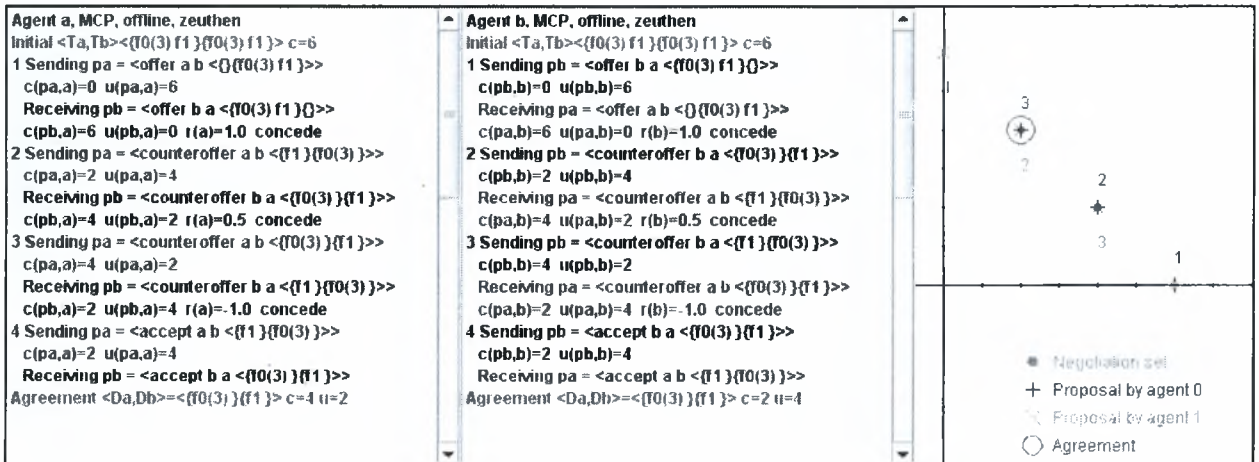 Agent a, MCP, offline, zeuthen
Initial <Ta,Tb><{f0(3) f1 }{f0(3) f1 }> c=6
1 Sending pa = <offer a b <{}{f0(3) f1 }>>
c(pa,a)=0 u(pa,a)=6
Receiving pb = <offer b a <{f0(3) f1 }{}>>
c(pb,a)=6 u(pb,a)=0 r(a)=1.0 concede
2 Sending pa = <counteroffer a b <{f1 }{f0(3) }>>
c(pa,a)=2 u(pa,a)=4
Receiving pb = <counteroffer b a <{f0(3) }{f1 }>>
c(pb,a)=4 u(pb,a)=2 r(a)=0.5 concede
3 Sending pa = <counteroffer a b <{f0(3) }{f1 }>>
c(pa,a)=4 u(pa,a)=2
Receiving pb = <counteroffer b a <{f1 }{f0(3) }>>
c(pb,a)=2 u(pb,a)=4 r(a)=-1.0 concede
4 Sending pa = <accept a b <{f1 }{f0(3) }>>
c(pa,a)=2 u(pa,a)=4
Receiving pb = <accept b a <{f0(3) }{f1 }>>
Agreement <Da,Db>=<{f0(3) }{f1 }> c=4 u=2
Agent b, MCP, offline, zeuthen
Initial <Ta,Tb><{f0(3) f1 }{f0(3) f1 }> c=6
1 Sending pb = <offer b a <{f0(3) f1 }{}>>
c(pb,b)=0 u(pb,b)=6
Receiving pa = <offer a b <{}{f0(3) f1 }>>
c(pa,b)=6 u(pa,b)=0 r(b)=1.0 concede
2 Sending pb = <counteroffer b a <{f0(3) }{f1 }>>
c(pb,b)=2 u(pb,b)=4
Receiving pa = <counteroffer a b <{f1 }{f0(3) }>>
c(pa,b)=4 u(pa,b)=2 r(b)=0.5 concede
3 Sending pb = <counteroffer b a <{f1 }{f0(3) }>>
c(pb,b)=4 u(pb,b)=2
Receiving pa = <counteroffer a b <{f0(3) }{f1 }>>
c(pa,b)=2 u(pa,b)=4 r(b)=-1.0 concede
4 Sending pb = <accept b a <{f0(3) }{f1 }>>
c(pb,b)=2 u(pb,b)=4
Receiving pa = <accept a b <{f1 }{f0(3) }>>
Agreement <Da,Db>=<{f0(3) }{f1 }> c=2 u=4
3
2
2
3
1
Negotiation set
Proposal by agent 0
Proposal by agent 1
Agreement